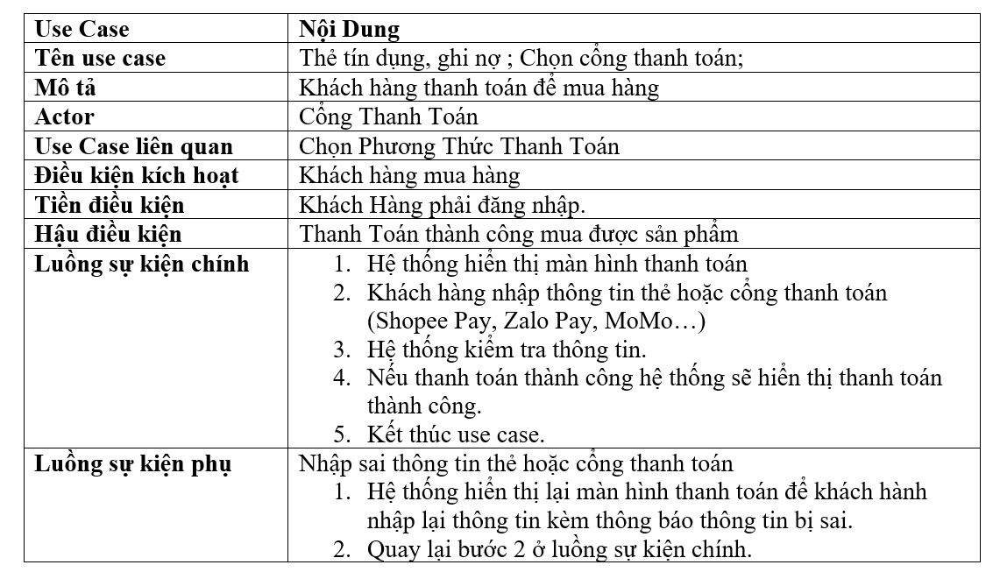 Use Case Nội Dung
Tên use case Thẻ tín dụng, ghi nợ ; Chọn cổng thanh toán;
Mô tả Khách hàng thanh toán để mua hàng
Actor Cổng Thanh Toán
Use Case liên quan Chọn Phương Thức Thanh Toán
Điều kiện kích hoạt Khách hàng mua hàng
Tiền điều kiện Khách Hàng phải đăng nhập.
Hậu điều kiện Thanh Toán thành công mua được sản phẩm
Luồng sự kiện chính 1. Hệ thống hiển thị màn hình thanh toán
2. Khách hàng nhập thông tin thẻ hoặc cổng thanh toán
(Shopee Pay, Zalo Pay, MoMo…)
3. Hệ thống kiểm tra thông tin.
4. Nếu thanh toán thành công hệ thống sẽ hiển thị thanh toán
thành công.
5. Kết thúc use case.
Luồng sự kiện phụ Nhập sai thông tin thẻ hoặc cổng thanh toán
1. Hệ thống hiển thị lại màn hình thanh toán để khách hành
nhập lại thông tin kèm thông báo thông tin bị sai.
2. Quay lại bước 2 ở luồng sự kiện chính.